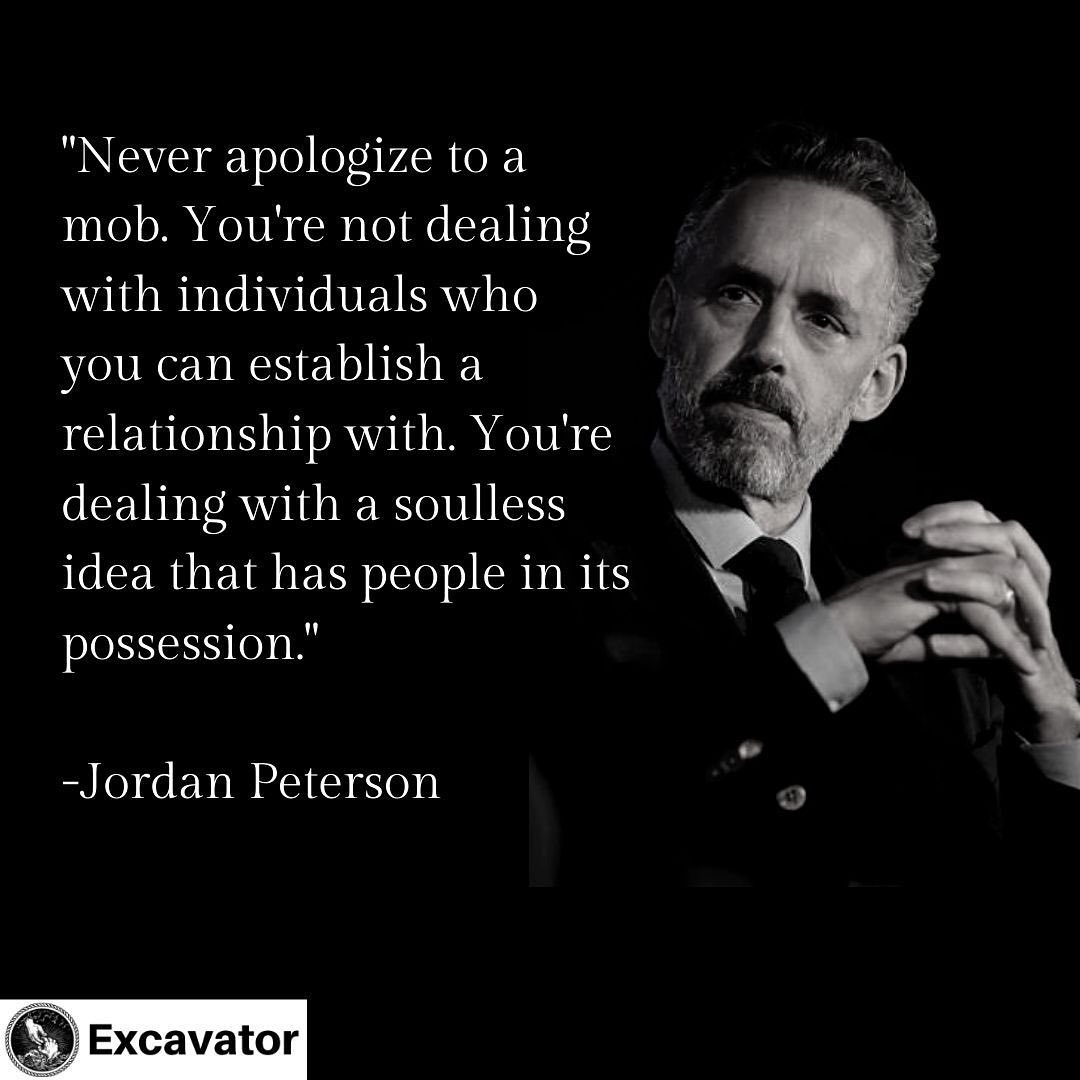 "Never apologize to a
mob. You're not dealing
with individuals who
you can establish a
relationship with. You're
dealing with a soulless
idea that has people in its
possession."
-Jordan Peterson
Excavator